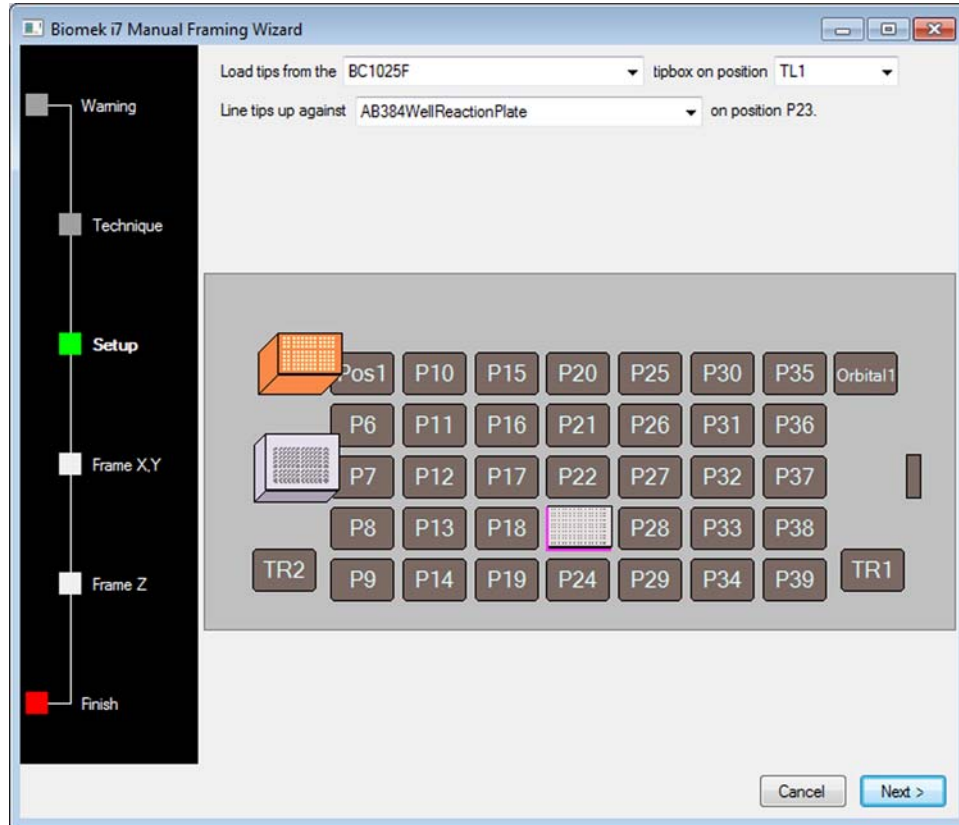 Biomek i7 Manual Framing Wizard
Load tips from the BC1025F tipbox on position TL1
Line tips up against AB384WellReactionPlate on position P23.
Warning
Technique
Setup
Frame X,Y
Frame Z
Finish
Pos1 P10 P15 P20 P25 P30 P35 Orbital1
P6 P11 P16 P21 P26 P31 P36
P7 P12 P17 P22 P27 P32 P37
P8 P13 P18 P28 P33 P38
TR2 P9 P14 P19 P24 P29 P34 P39 TR1
Cancel Next >